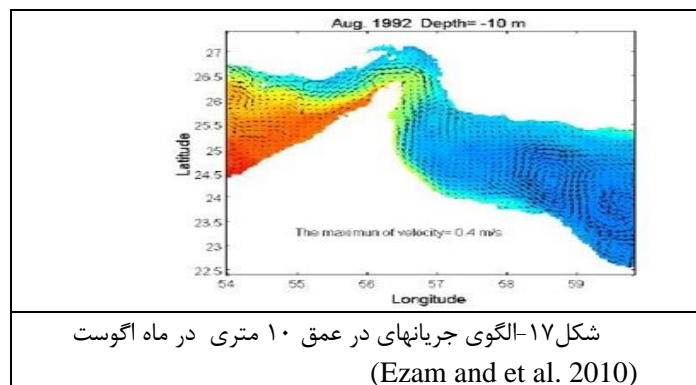 Aug. 1992 Depth= -10 m
27
26.5
26
25.5
25
24.5
24
23.5
23
22.5
Latitude
The maximun of velocity= 0.4 m/s
54 55 56 57 58 59
Longitude
شکل۱۷-الگوی جریانهای در عمق ۱۰ متری در ماه اگوست
(Ezam and et al. 2010)